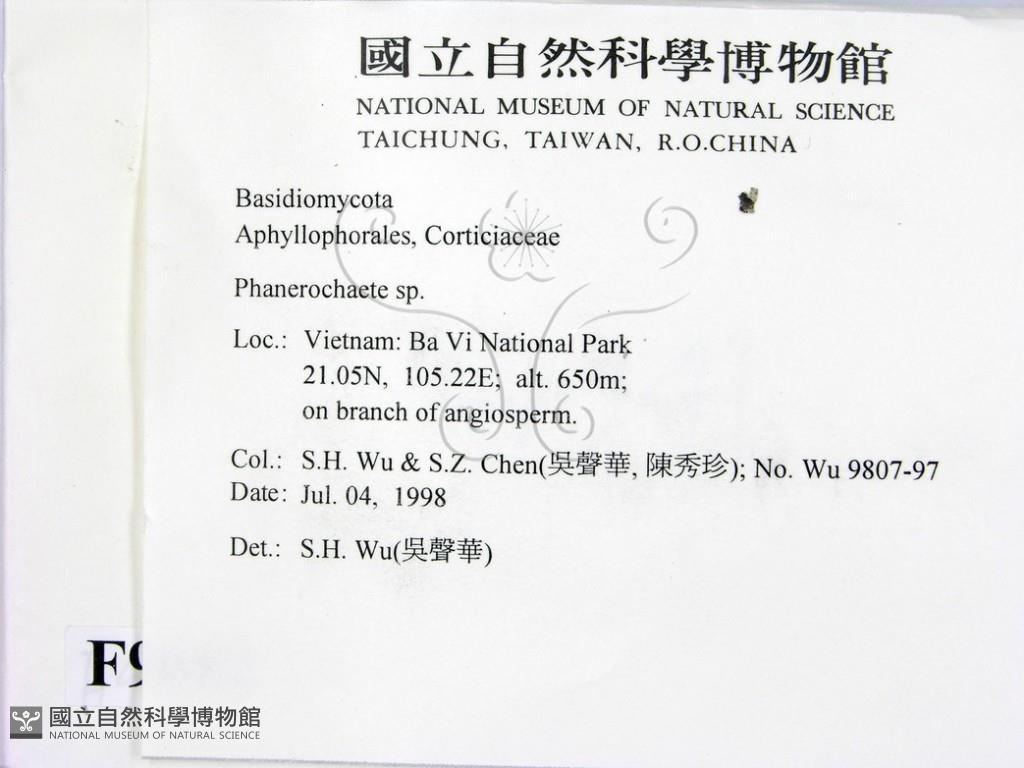 國立自然科學博物館
NATIONAL MUSEUM OF NATURAL SCIENCE
TAICHUNG, TAIWAN, R.O.CHINA
Basidiomycota
Aphyllophorales, Corticiaceae
Phanerochaete sp.
Loc.: Vietnam: Ba Vi National Park
21.05N, 105.22E; alt. 650m;
on branch of angiosperm.
Col.: S.H. Wu & S.Z. Chen(吳聲華, 陳秀珍); No. Wu 9807-97
Date: Jul. 04, 1998
Det.: S.H. Wu(吳聲華)
F9
國立自然科學博物館
NATIONAL MUSEUM OF NATURAL SCIENCE